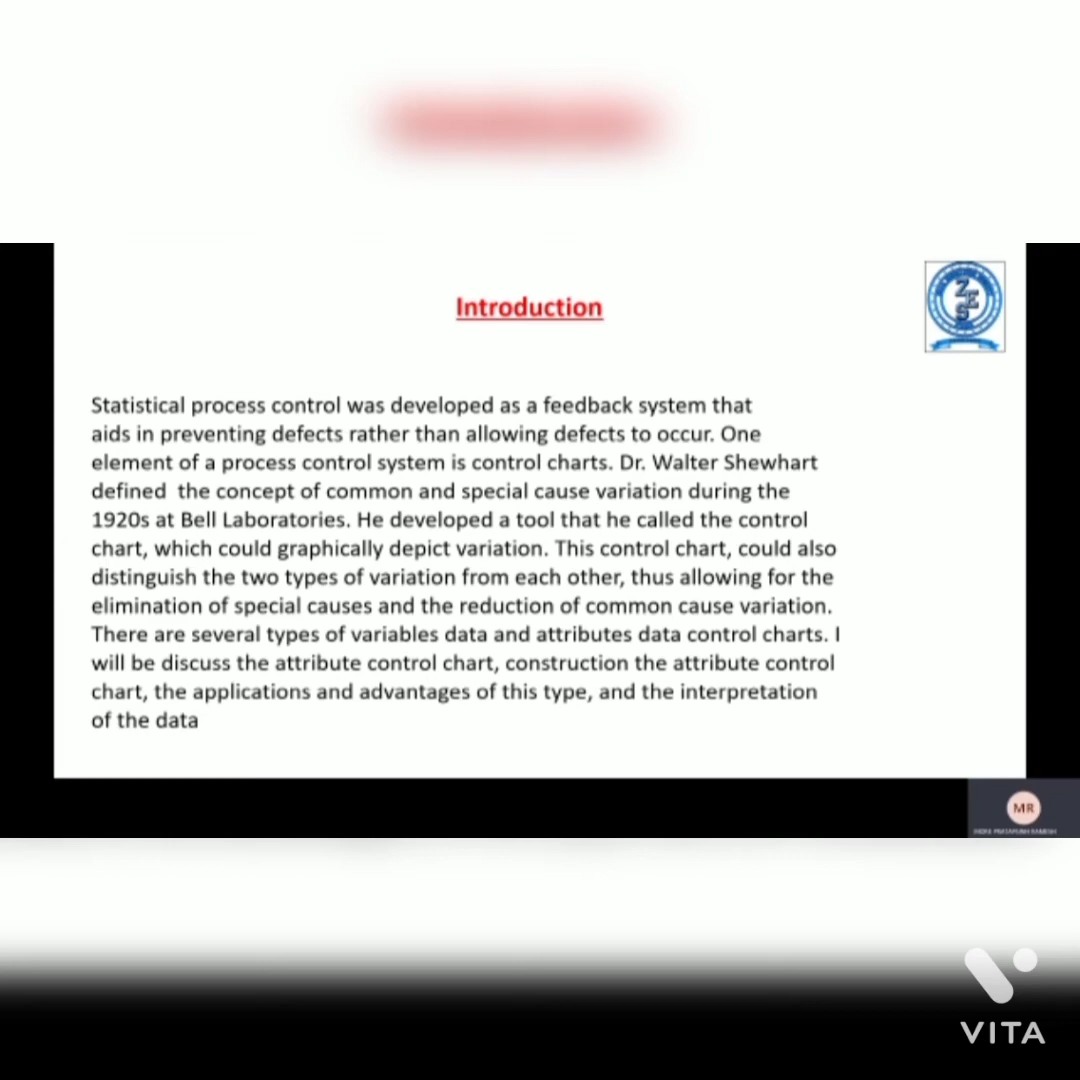 Introduction
ZES
Statistical process control was developed as a feedback system that
aids in preventing defects rather than allowing defects to occur. One
element of a process control system is control charts. Dr. Walter Shewhart
defined  the concept of common and special cause variation during the
1920s at Bell Laboratories. He developed a tool that he called the control
chart, which could graphically depict variation. This control chart, could also
distinguish the two types of variation from each other, thus allowing for the
elimination of special causes and the reduction of common cause variation.
There are several types of variables data and attributes data control charts. I
will be discuss the attribute control chart, construction the attribute control
chart, the applications and advantages of this type, and the interpretation
of the data
MR
VITA